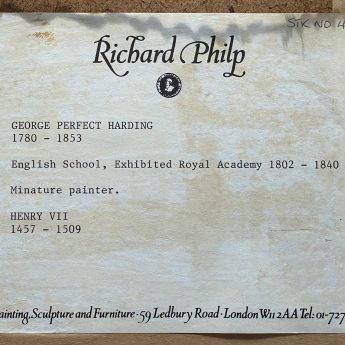 STK NO 4
Richard Philp
GEORGE PERFECT HARDING
1780 - 1853
English School, Exhibited Royal Academy 1802 - 1840
Minature painter.
HENRY VII
1457 - 1509
ainting, Sculpture and Furniture · 59 Ledbury Road · London W11 2AA Tel: 01-727